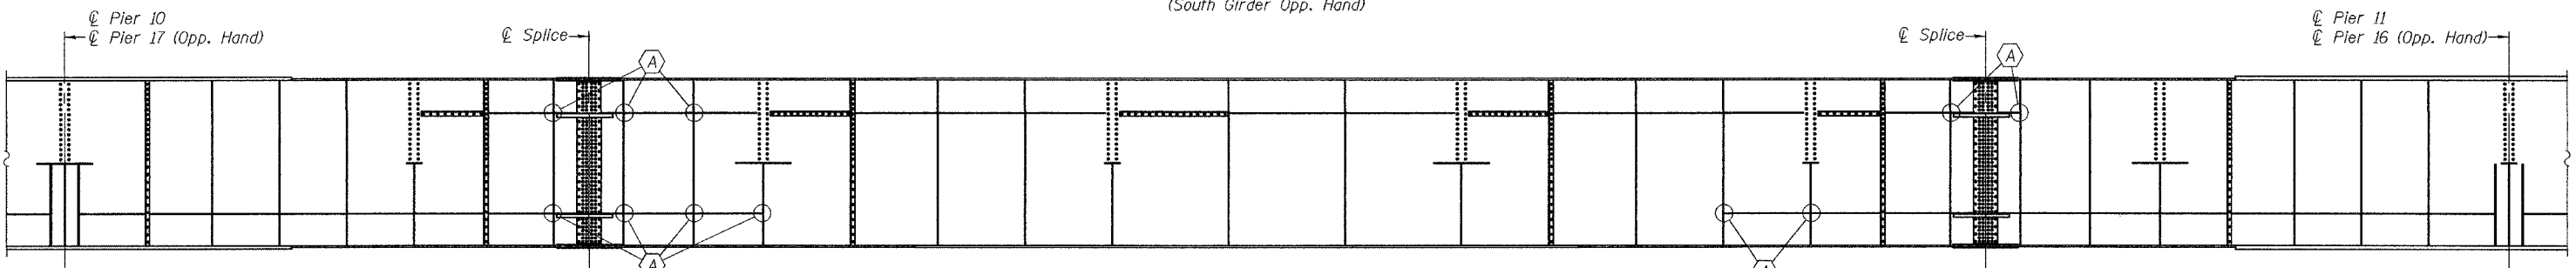 (South Girder Opp. Hand)
℄ Pier 10
℄ Pier 17 (Opp. Hand)
℄ Splice
A
℄ Splice
A
℄ Pier 11
℄ Pier 16 (Opp. Hand)
A
A